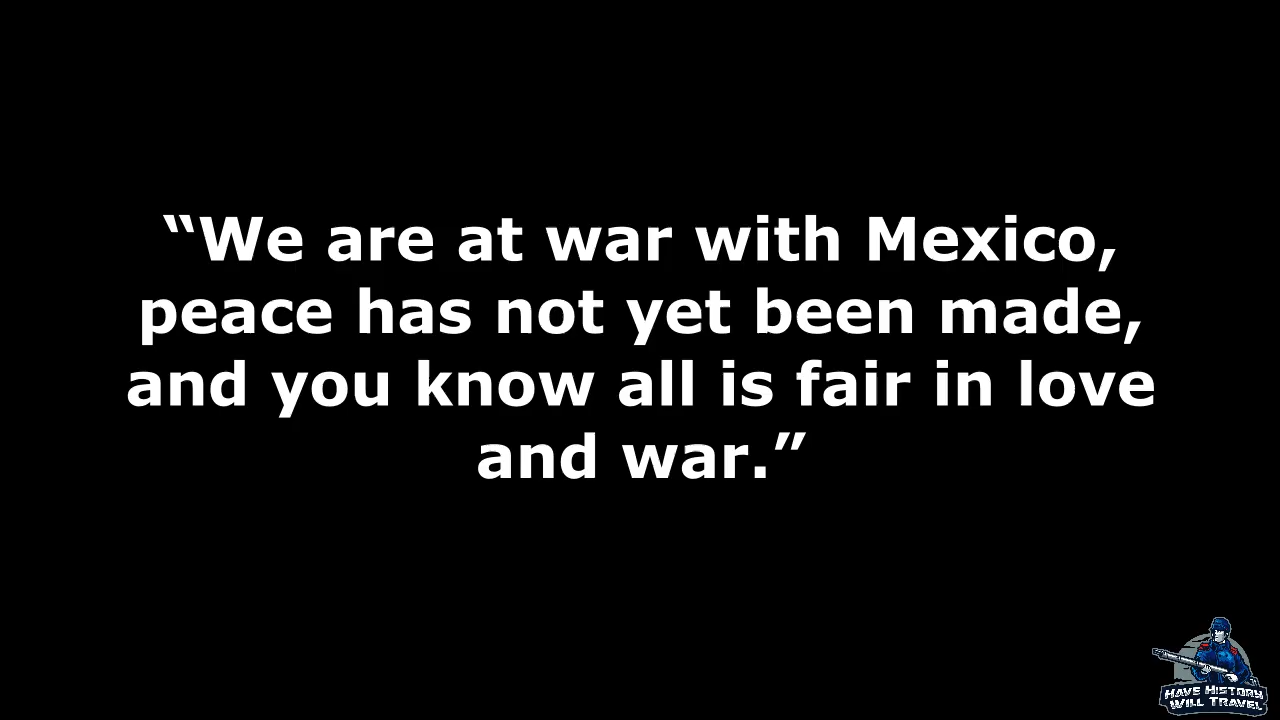 “We are at war with Mexico,
peace has not yet been made,
and you know all is fair in love
and war.”
HAVE HISTORY
WILL TRAVEL